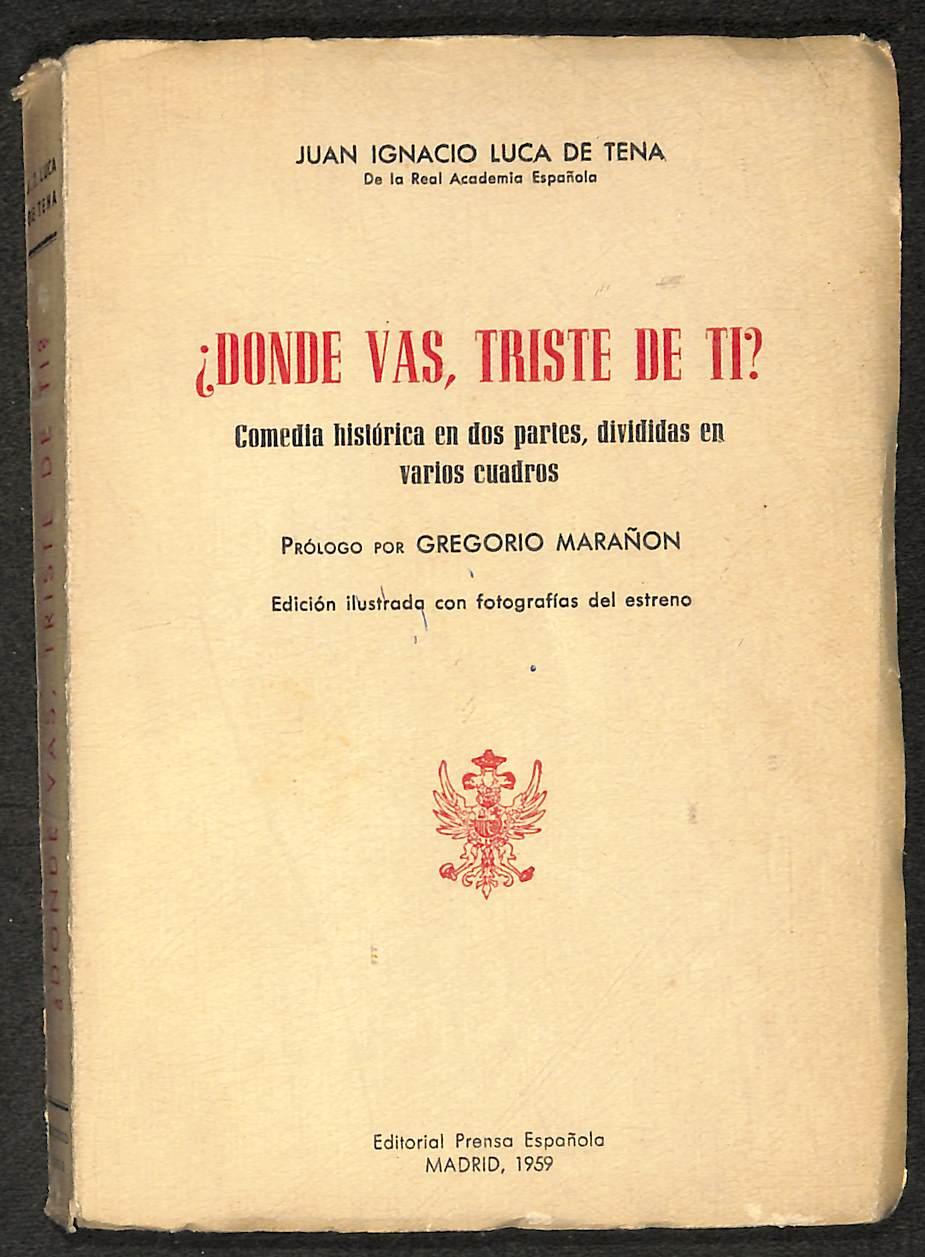 JUAN IGNACIO LUCA DE TENA
De la Real Academia Española
¿DONDE VAS, TRISTE DE TI?
Comedia histórica en dos partes, divididas en
varios cuadros
PRÓLOGO POR GREGORIO MARAÑON
Edición ilustrada con fotografías del estreno
Editorial Prensa Española
MADRID, 1959
LUCA
DE TENA
¿DONDE VAS, TRISTE DE TI?